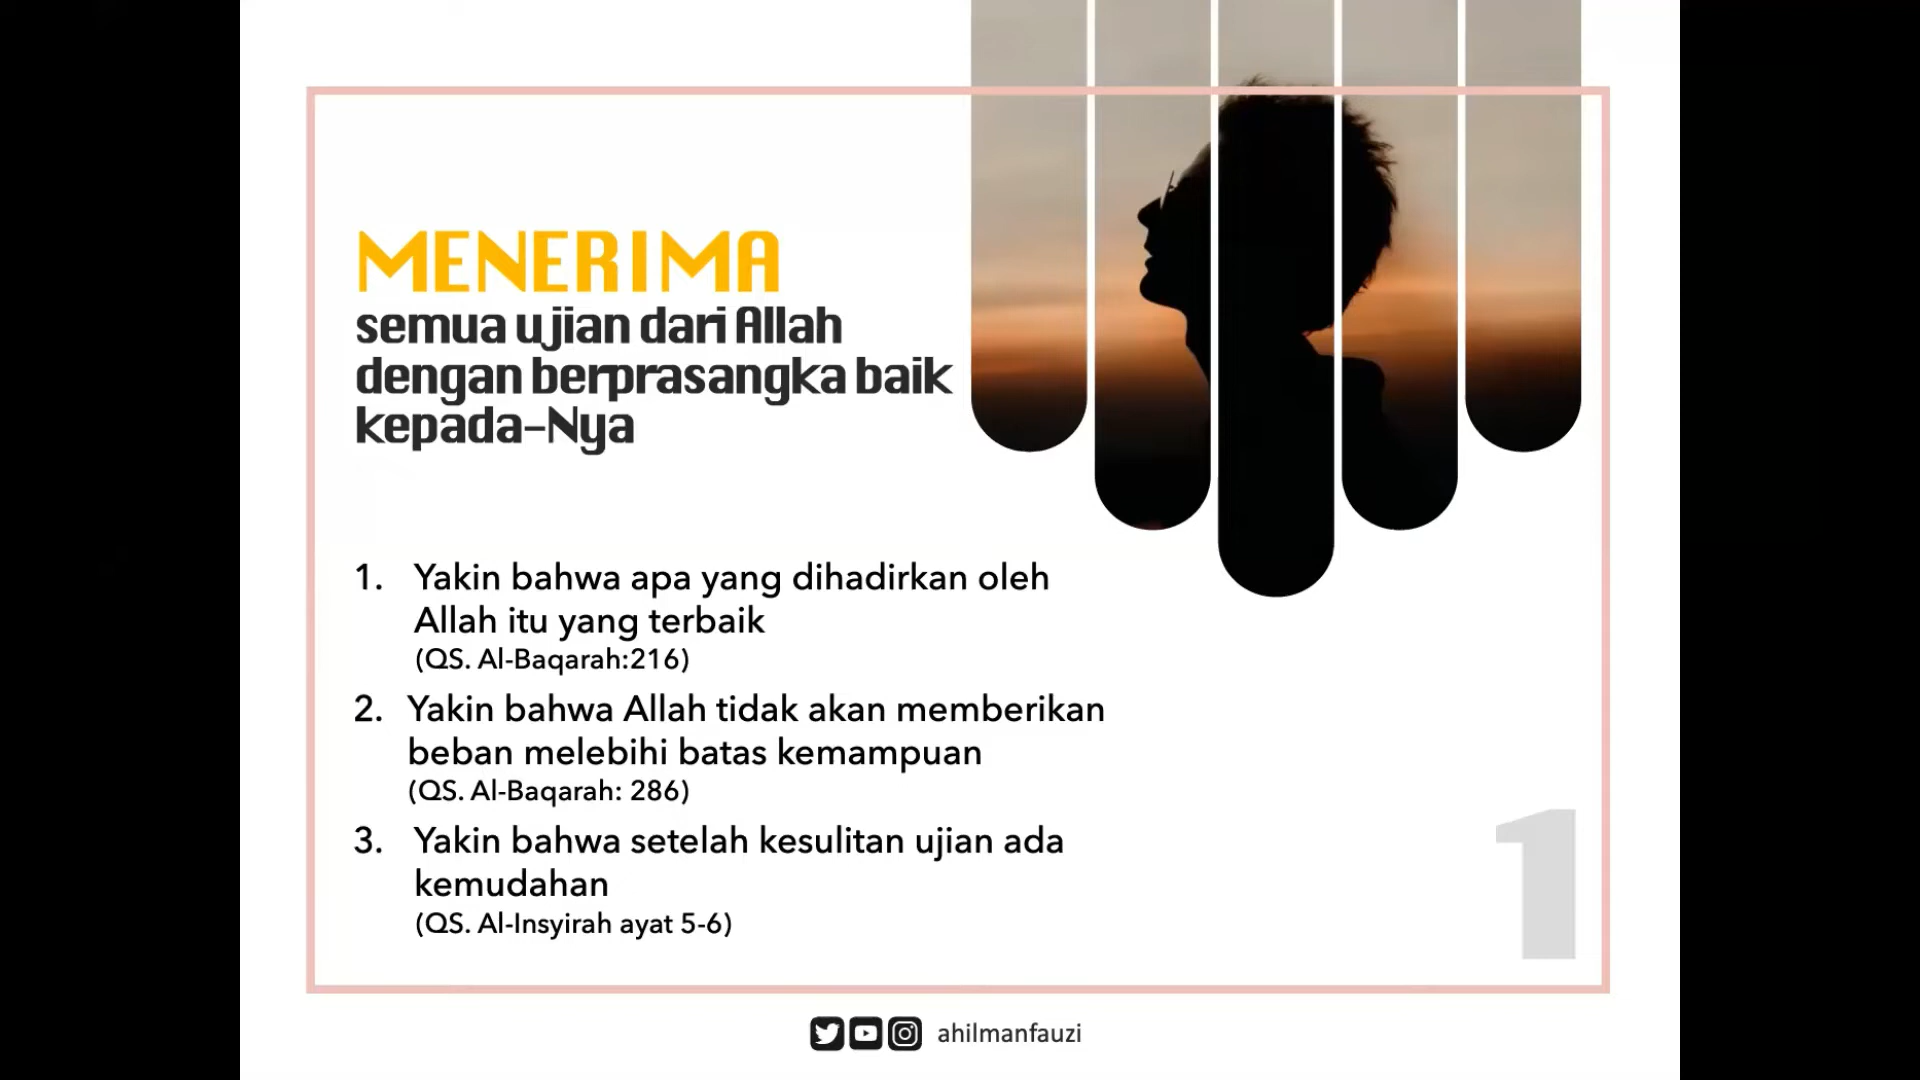 MENERIMA
semua ujian dari Allah
dengan berprasangka baik
kepada-Nya
1. Yakin bahwa apa yang dihadirkan oleh
Allah itu yang terbaik
(QS. Al-Baqarah:216)
2. Yakin bahwa Allah tidak akan memberikan
beban melebihi batas kemampuan
(QS. Al-Baqarah: 286)
3. Yakin bahwa setelah kesulitan ujian ada
kemudahan
(QS. Al-Insyirah ayat 5-6)
1
ahilmanfauzi